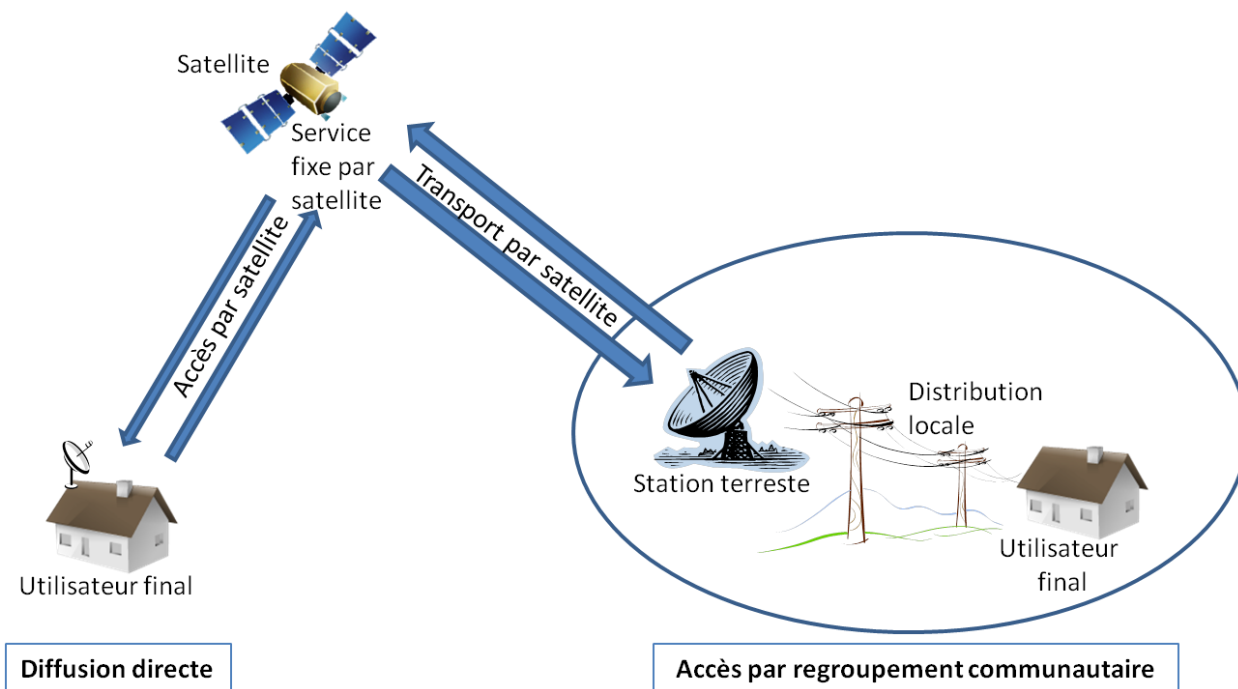 Satellite
Service
fixe par
satellite
Accès par satellite
Transport par satellite
Distribution
locale
Station terreste
Utilisateur final
Utilisateur
final
Diffusion directe
Accès par regroupement communautaire